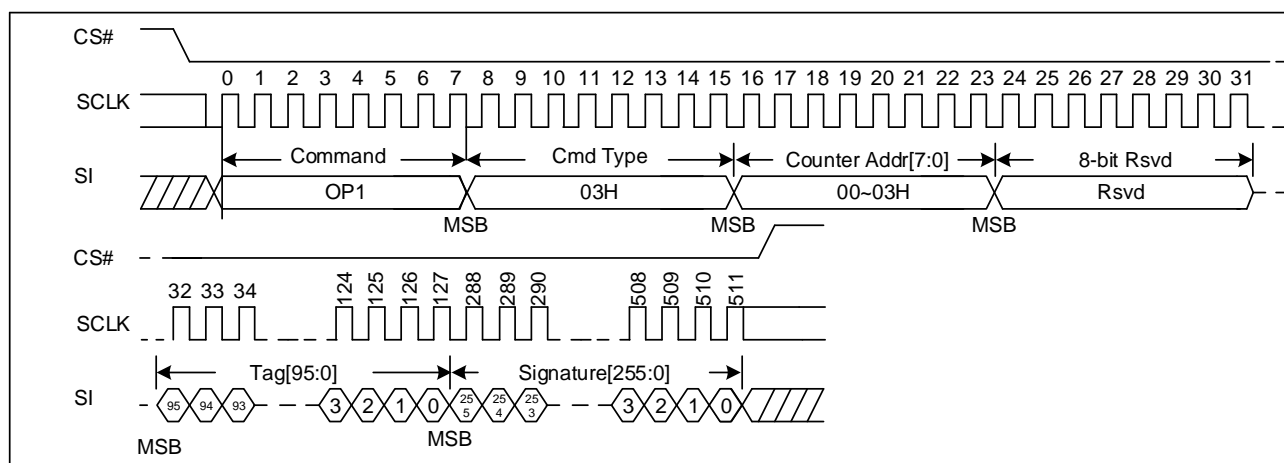 CS#
0 1 2 3 4 5 6 7 8 9 10 11 12 13 14 15 16 17 18 19 20 21 22 23 24 25 26 27 28 29 30 31
SCLK
Command Cmd Type Counter Addr[7:0] 8-bit Rsvd
SI
OP1 03H 00~03H Rsvd
MSB MSB MSB
CS#
32 33 34 124 125 126 127 288 289 290 508 509 510 511
SCLK
Tag[95:0] Signature[255:0]
SI
95 94 93 3 2 1 0 255 254 253 3 2 1 0
MSB MSB